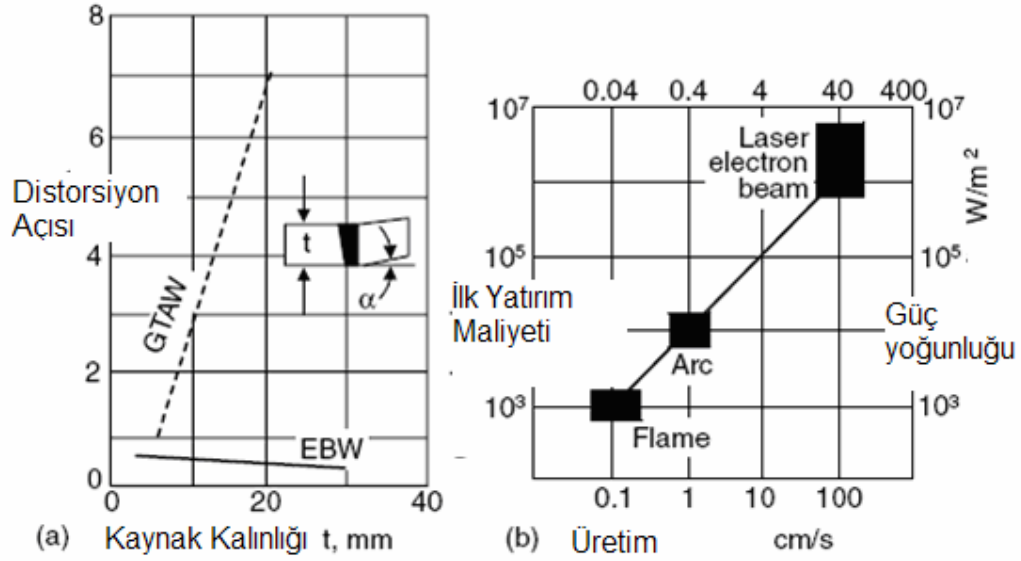 8
6
4
2
0
Distorsiyon
Açısı
GTAW
t
α
EBW
0
20
40
(a) Kaynak Kalınlığı t, mm
0.04 0.4 4 40 400
10⁷
10⁵
10³
İlk Yatırım
Maliyeti
Laser
electron
beam
Arc
Flame
10⁷
W/m²
10⁵
Güç
yoğunluğu
10³
0.1 1 10 100
(b) Üretim cm/s